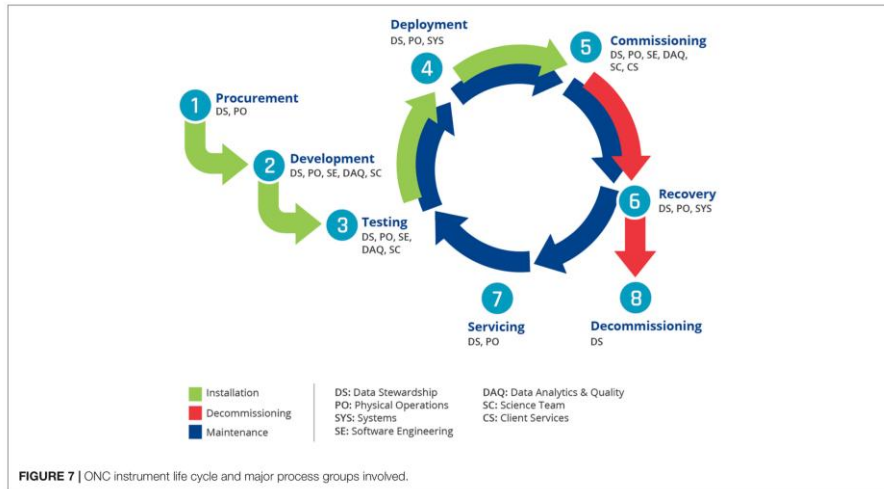 1
Procurement
DS, PO
2
Development
DS, PO, SE, DAQ, SC
3
Testing
DS, PO, SE,
DAQ, SC
4
Deployment
DS, PO, SYS
5
Commissioning
DS, PO, SE, DAQ,
SC, CS
6
Recovery
DS, PO, SYS
7
Servicing
DS, PO
8
Decommissioning
DS
Installation
Decommissioning
Maintenance
DS: Data Stewardship
PO: Physical Operations
SYS: Systems
SE: Software Engineering
DAQ: Data Analytics & Quality
SC: Science Team
CS: Client Services
FIGURE 7 | ONC instrument life cycle and major process groups involved.